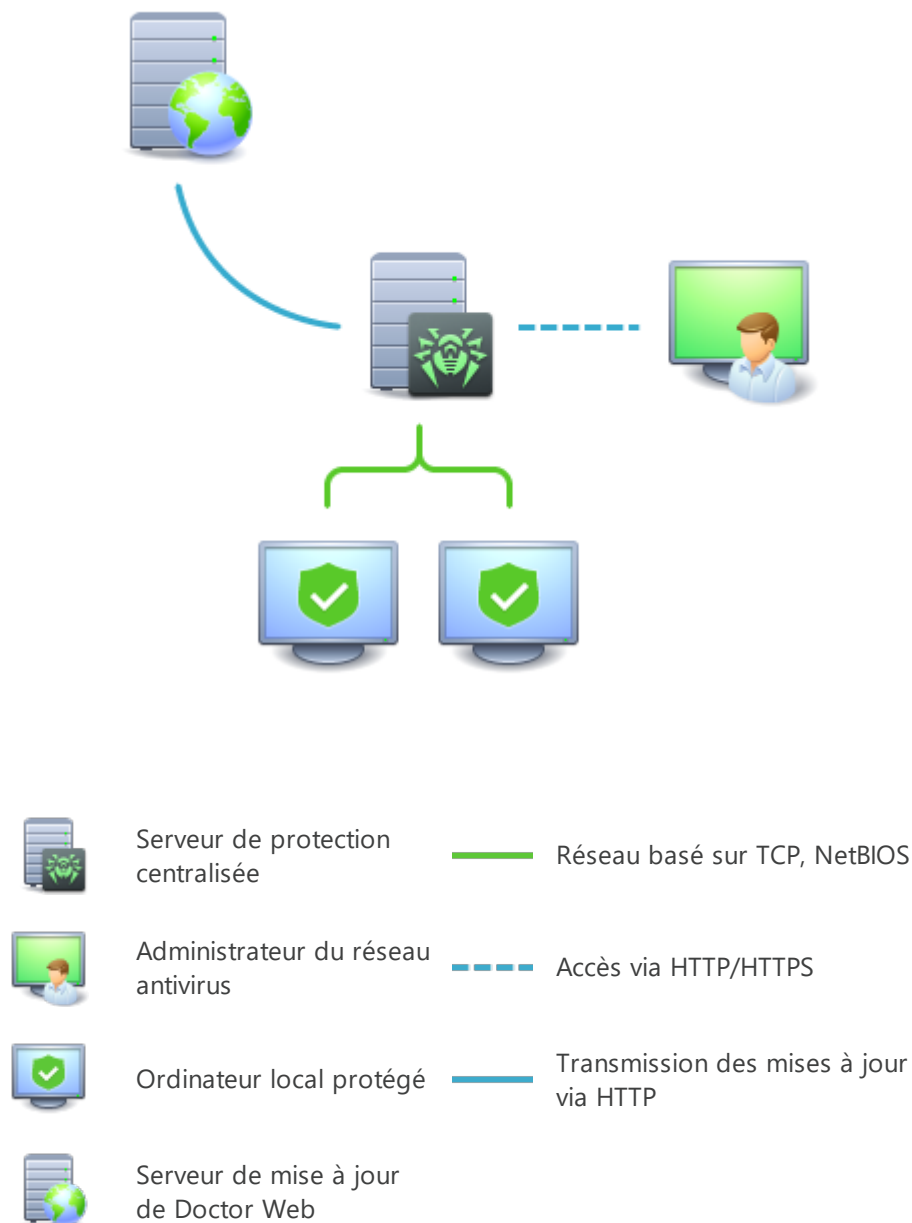 Serveur de protection
centralisée
Réseau basé sur TCP, NetBIOS
Administrateur du réseau
antivirus
Accès via HTTP/HTTPS
Ordinateur local protégé
Transmission des mises à jour
via HTTP
Serveur de mise à jour
de Doctor Web